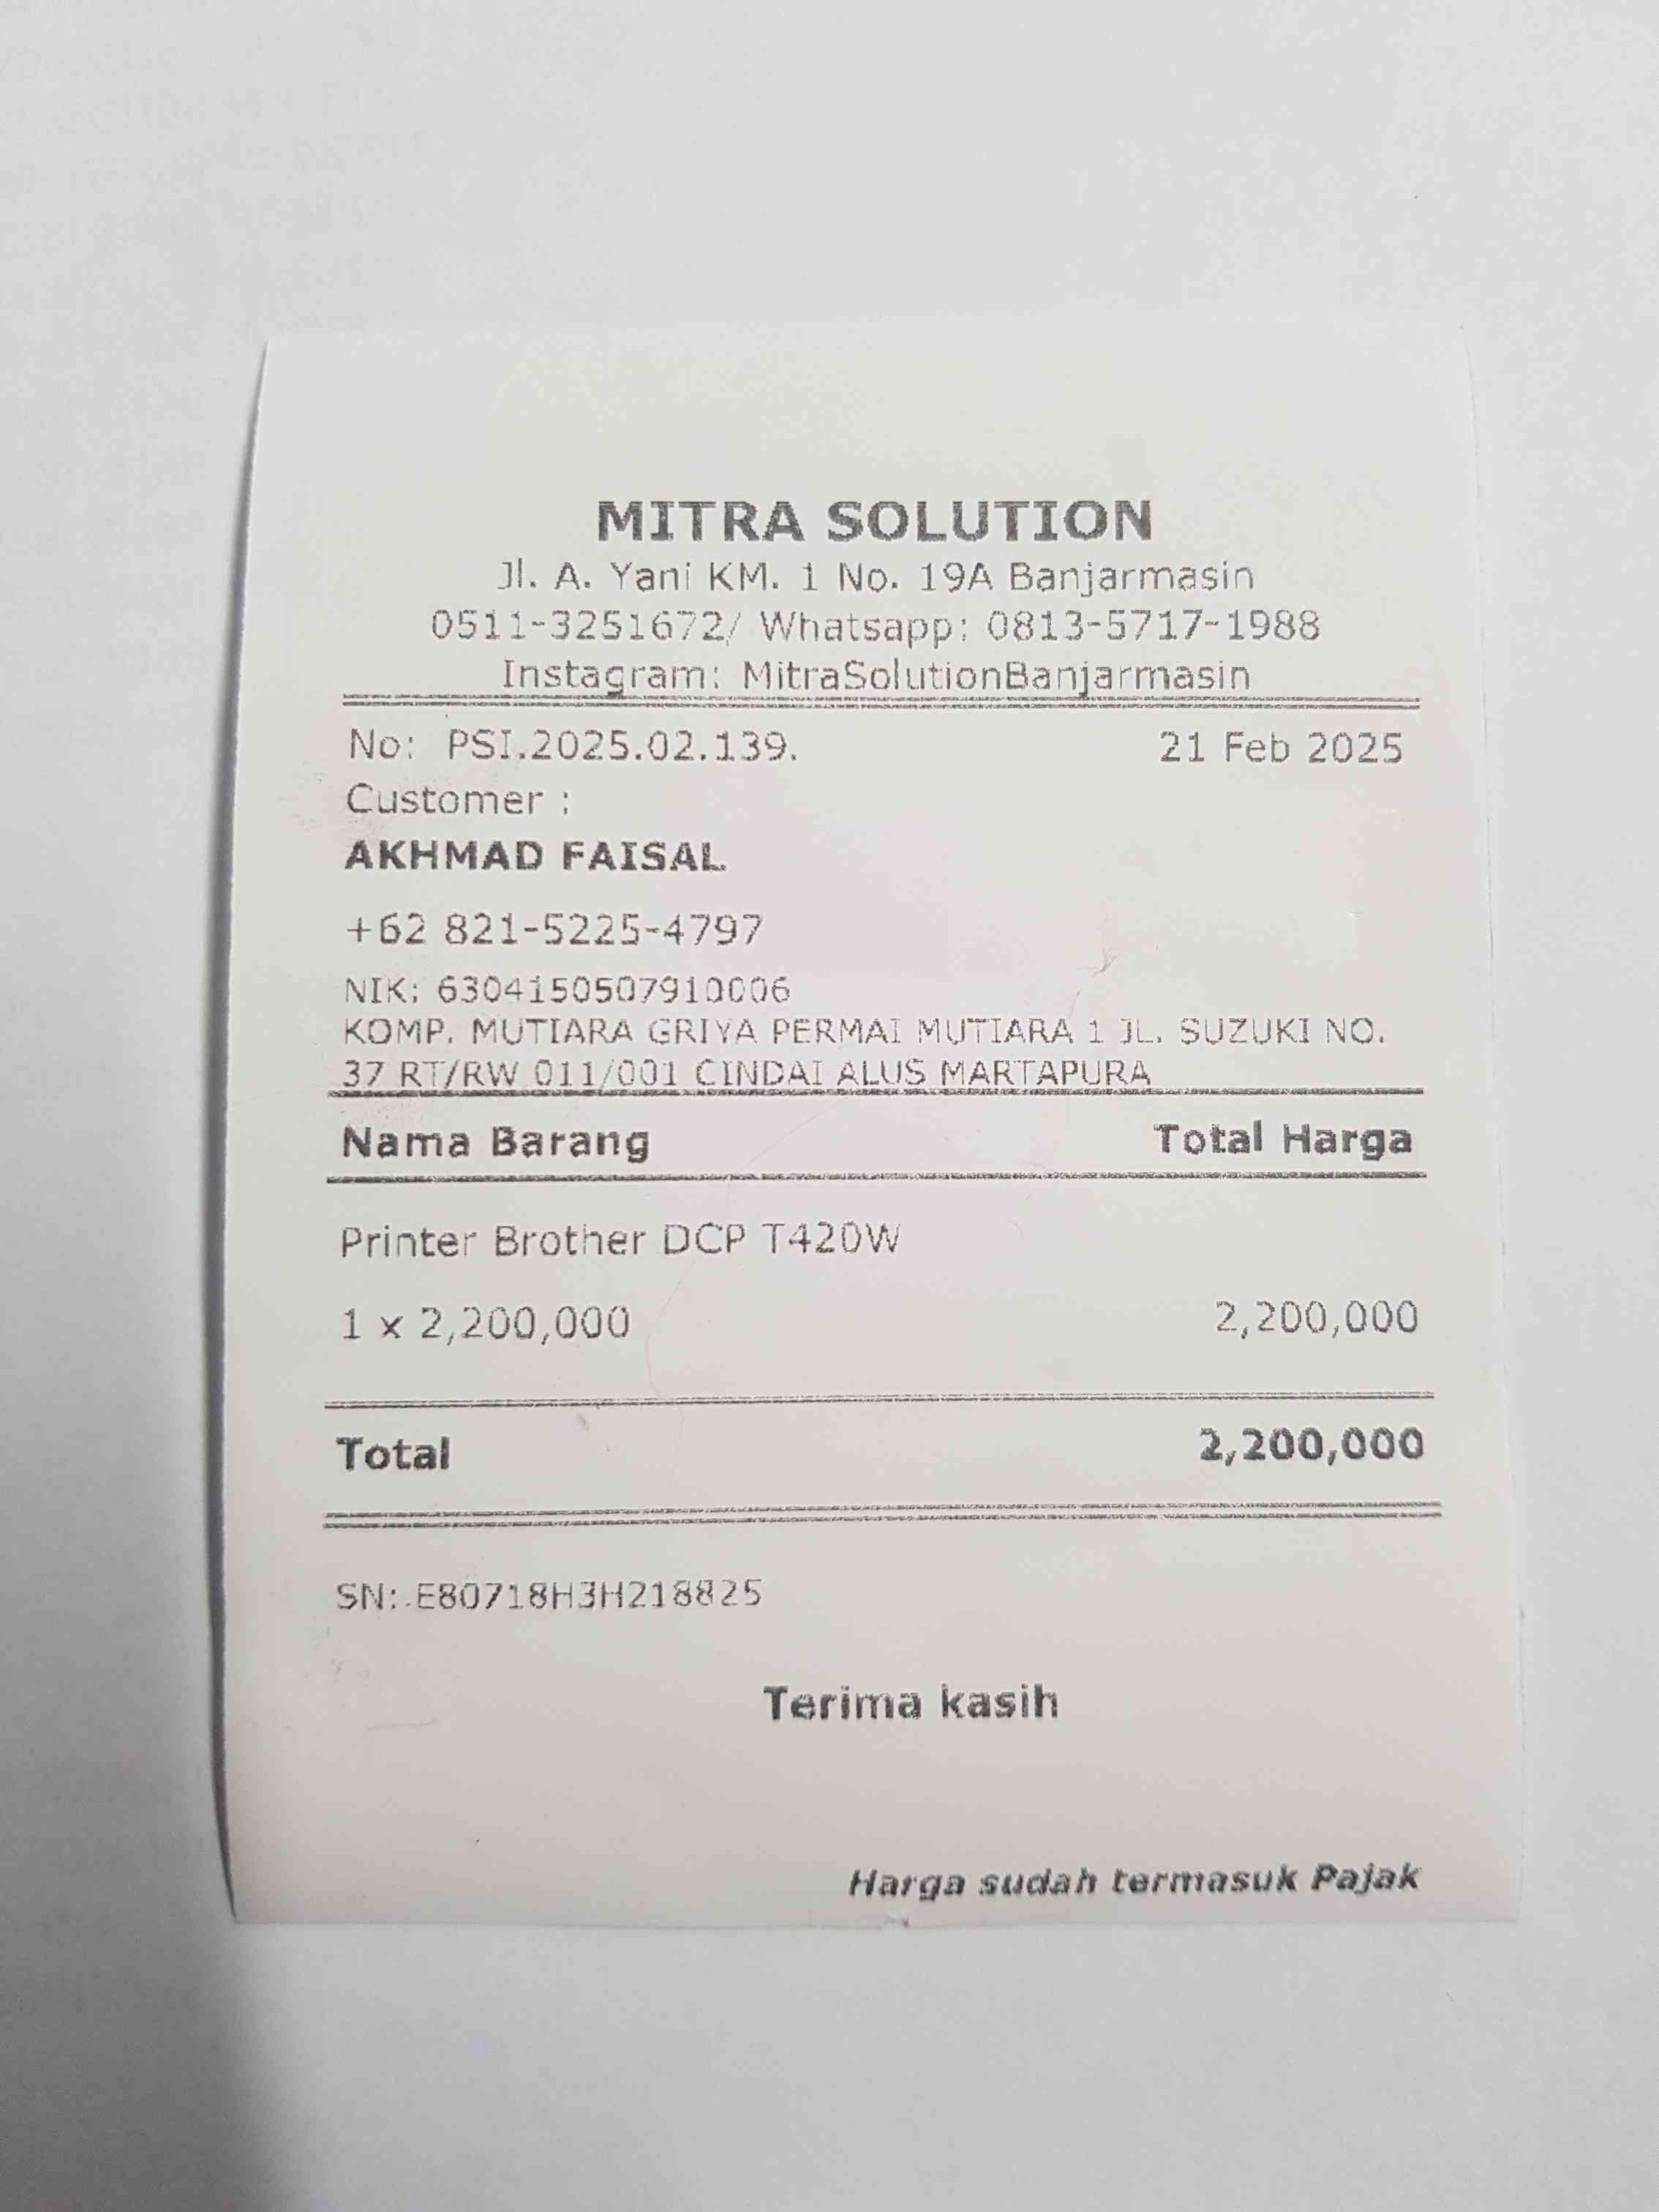 MITRA SOLUTION
Jl. A. Yani KM. 1 No. 19A Banjarmasin
0511-3251672/ Whatsapp: 0813-5717-1988
Instagram: MitraSolutionBanjarmasin
No: PSI.2025.02.139. 21 Feb 2025
Customer :
AKHMAD FAISAL
+62 821-5225-4797
NIK: 6304150507910006
KOMP. MUTIARA GRIYA PERMAI MUTIARA 1 JL. SUZUKI NO.
37 RT/RW 011/001 CINDAI ALUS MARTAPURA
Nama Barang Total Harga
Printer Brother DCP T420W
1 x 2,200,000 2,200,000
Total 2,200,000
SN: E80718H3H218825
Terima kasih
Harga sudah termasuk Pajak